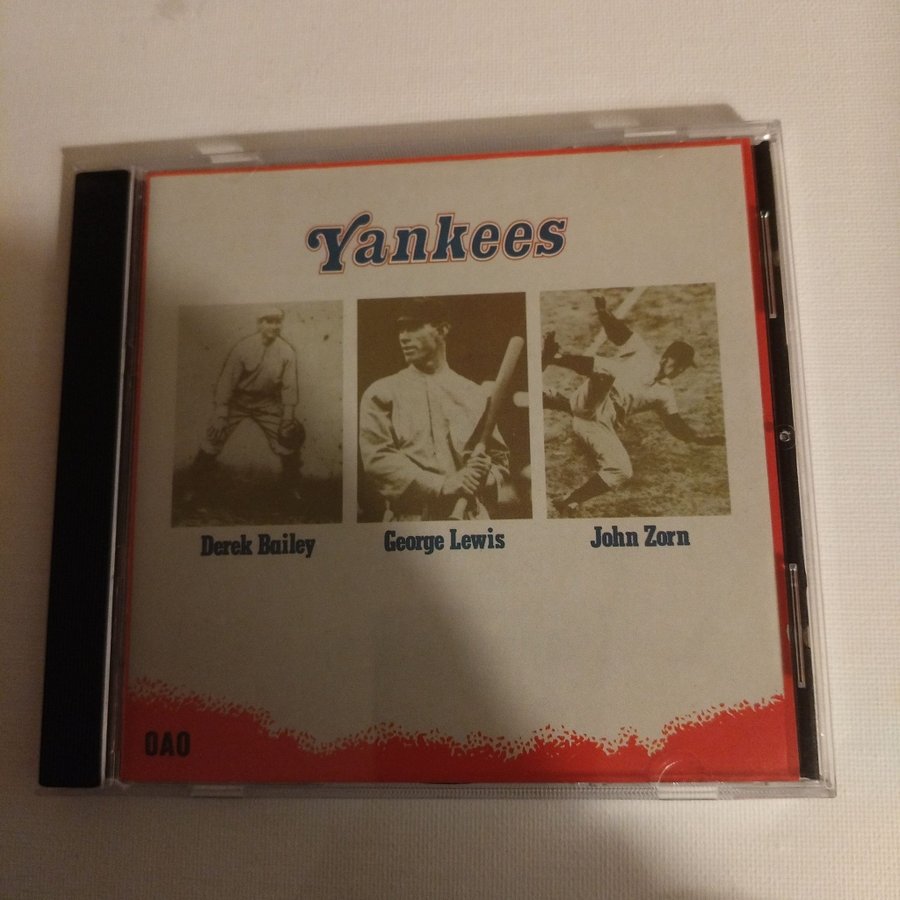 Yankees
Derek Bailey
George Lewis
John Zorn
OAO